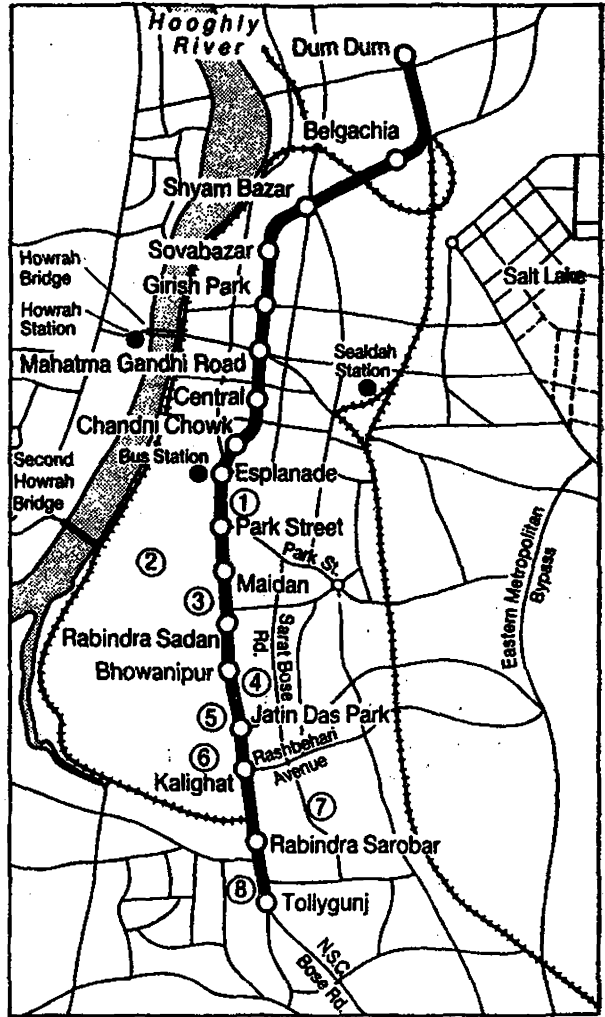 Hooghly
River
Dum Dum
Belgachia
Shyam Bazar
Sovabazar
Howrah
Bridge
Girish Park
Salt Lake
Howrah
Station
Mahatma Gandhi Road
Sealdah
Station
Central
Chandni Chowk
Bus Station
Second
Howrah
Bridge
Esplanade
1
Park Street
Park St.
2
Maidan
3
Eastern Metropolitan
Bypass
Rabindra Sadan
Sarat Bose
Rd.
Bhowanipur
4
5
Jatin Das Park
6
Rashbehari
Avenue
Kalighat
7
Rabindra Sarobar
8
Tollygunj
N.S.C.
Bose Rd.